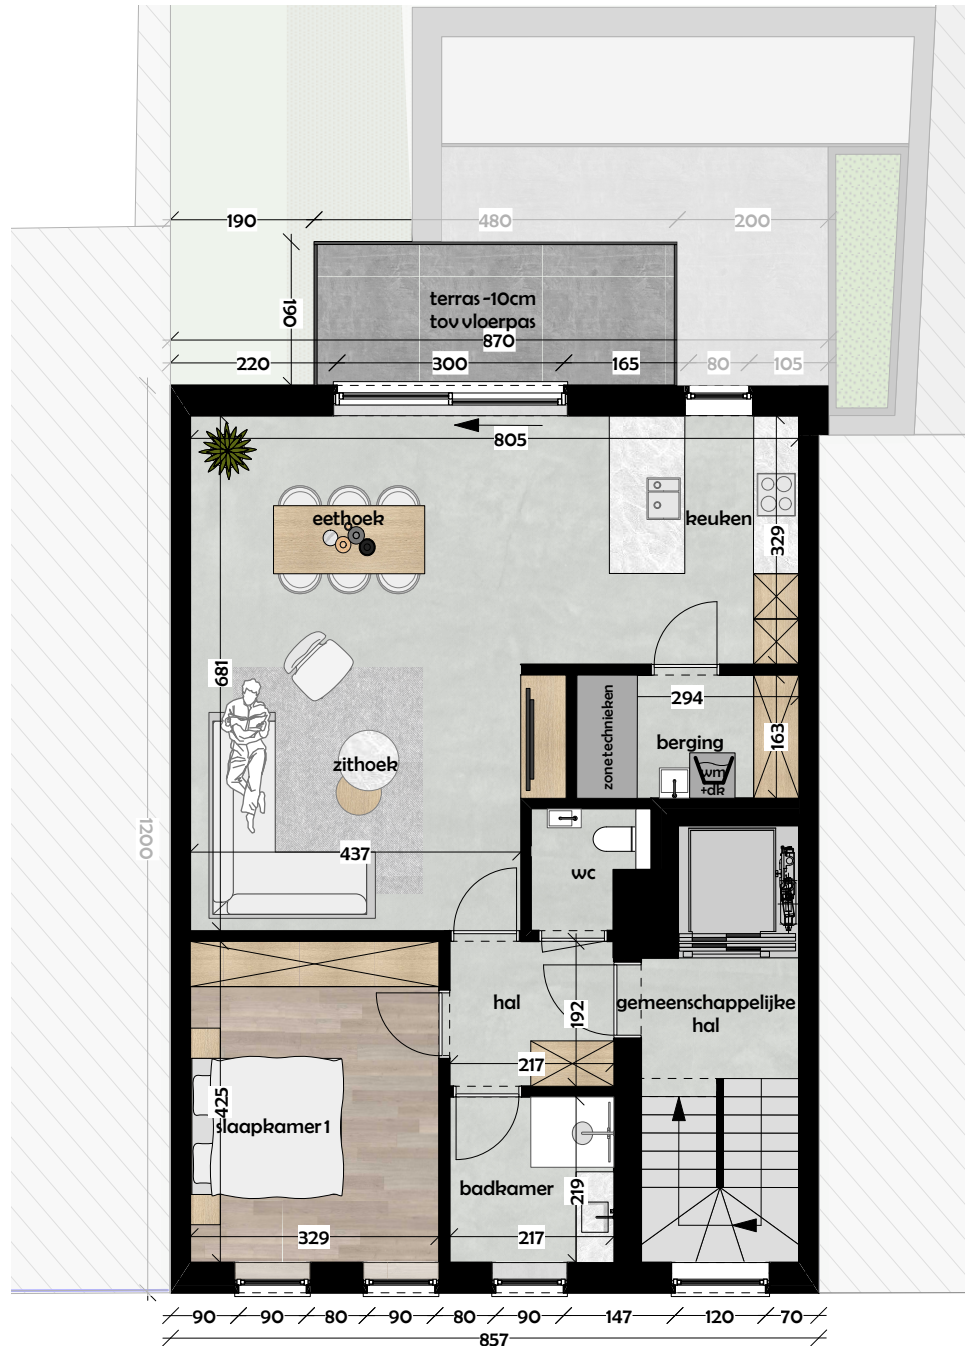 190
480
200
190
terras -10cm
tov vloerpas
870
220
300
165
80
105
805
eethoek
keuken
329
681
294
zone technieken
berging
163
wm
+dk
zithoek
1200
437
wc
hal
192
gemeenschappelijke
hal
217
425
slaapkamer 1
badkamer
219
329
217
90
90
80
90
80
90
147
120
70
857